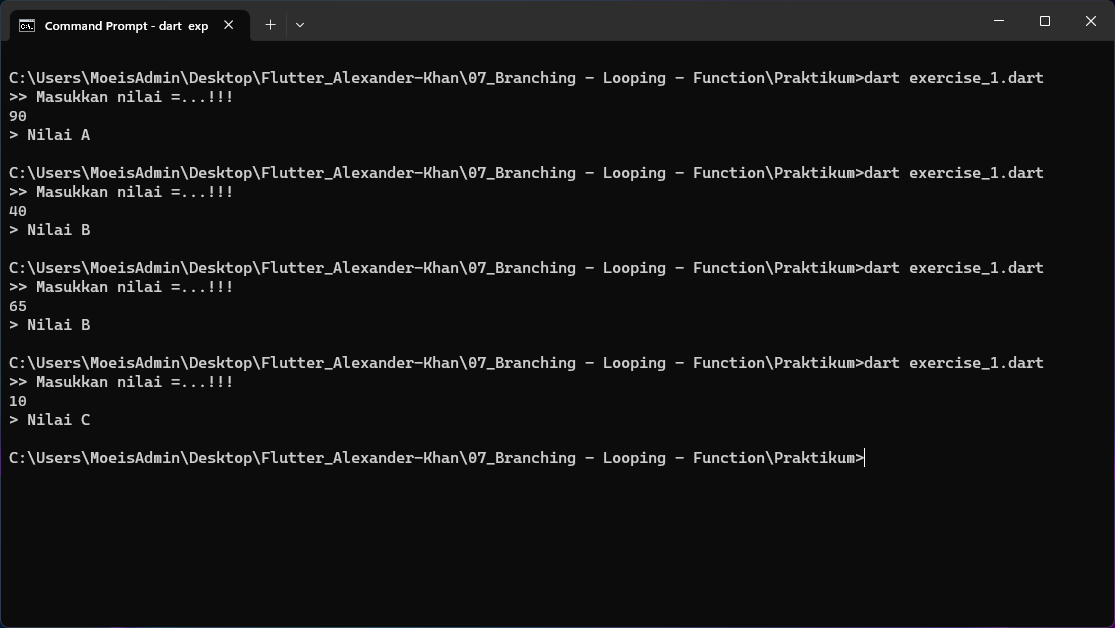 Command Prompt - dart exp
C:\Users\MoeisAdmin\Desktop\Flutter_Alexander-Khan\07_Branching - Looping - Function\Praktikum>dart exercise_1.dart
>> Masukkan nilai =...!!!
90
> Nilai A
C:\Users\MoeisAdmin\Desktop\Flutter_Alexander-Khan\07_Branching - Looping - Function\Praktikum>dart exercise_1.dart
>> Masukkan nilai =...!!!
40
> Nilai B
C:\Users\MoeisAdmin\Desktop\Flutter_Alexander-Khan\07_Branching - Looping - Function\Praktikum>dart exercise_1.dart
>> Masukkan nilai =...!!!
65
> Nilai B
C:\Users\MoeisAdmin\Desktop\Flutter_Alexander-Khan\07_Branching - Looping - Function\Praktikum>dart exercise_1.dart
>> Masukkan nilai =...!!!
10
> Nilai C
C:\Users\MoeisAdmin\Desktop\Flutter_Alexander-Khan\07_Branching - Looping - Function\Praktikum>